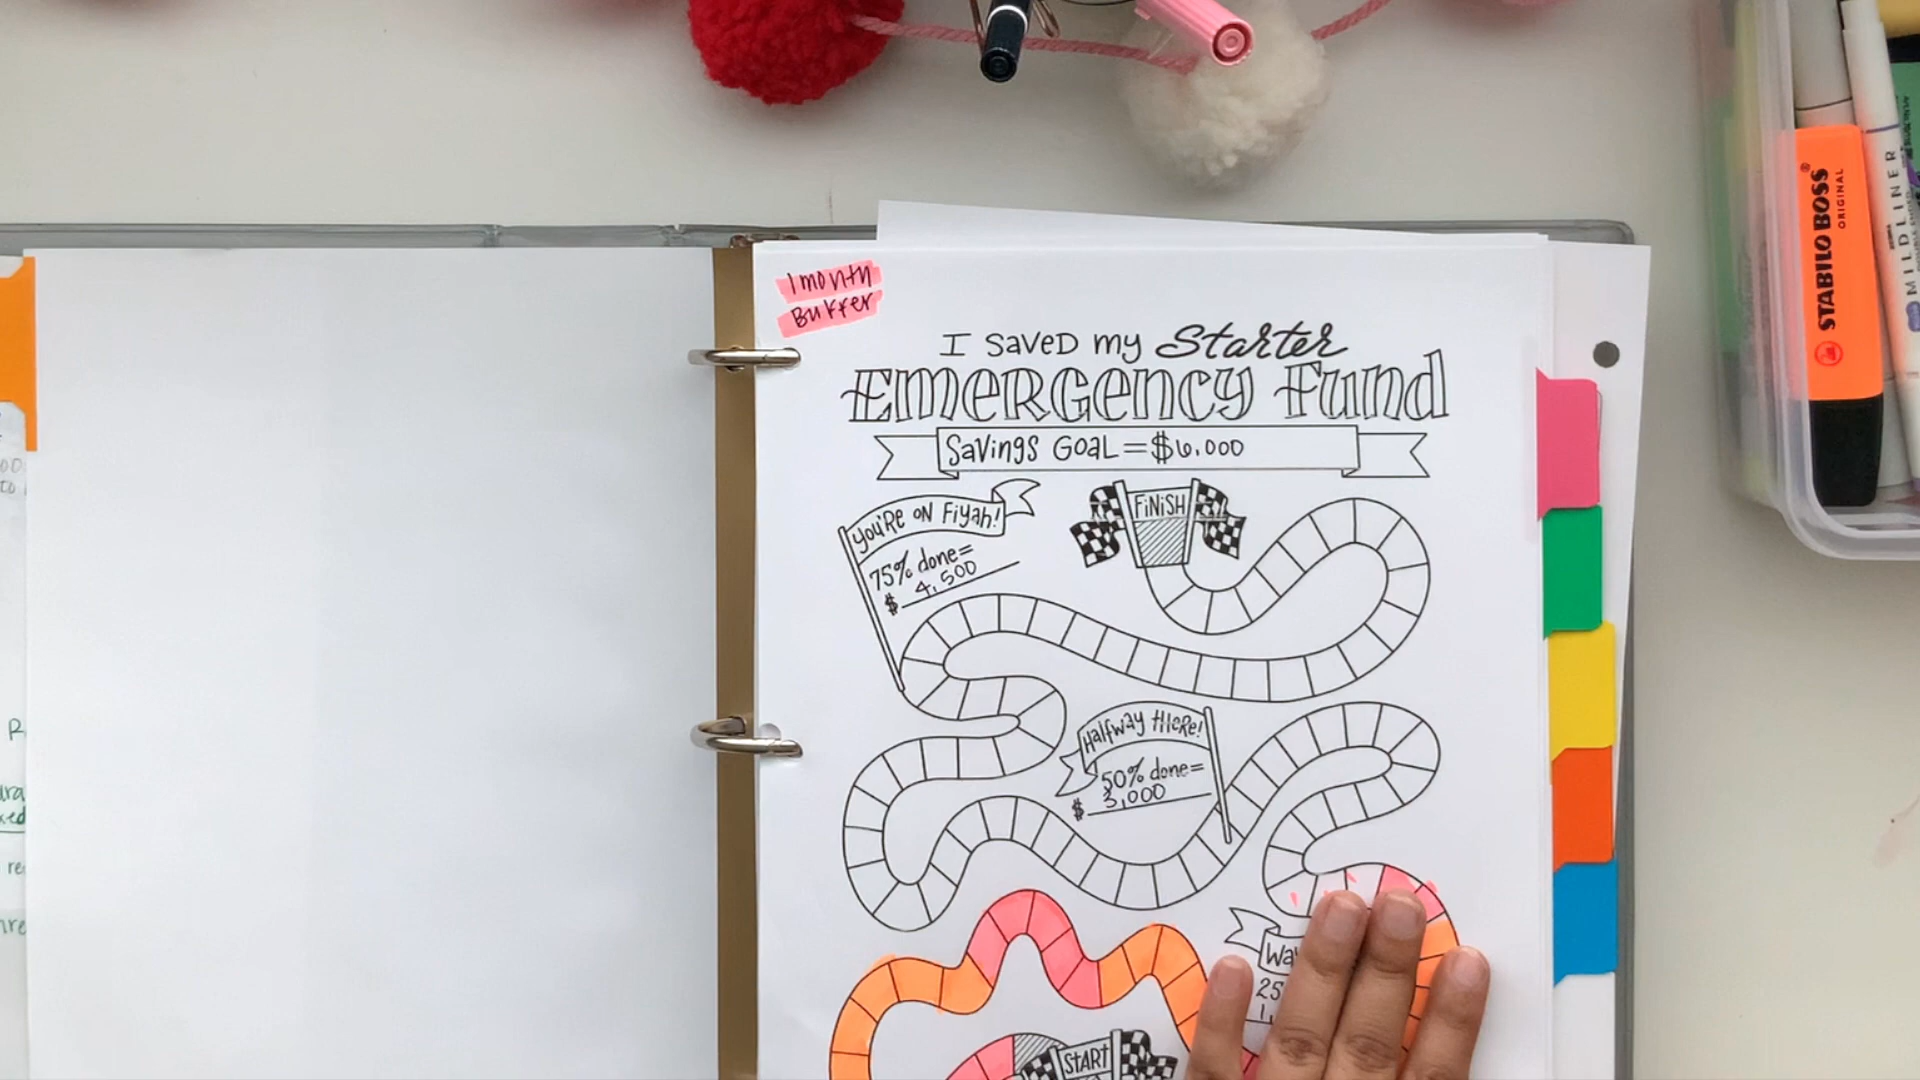 1 month
Buffer
I saved my Starter
Emergency Fund
Savings Goal = $6,000
You're on Fiyah!
75% done=
$ 4,500
FiNiSH
Halfway there!
50% done=
$ 3,000
25
START
STABILO BOSS
ORIGINAL
MILDLINER